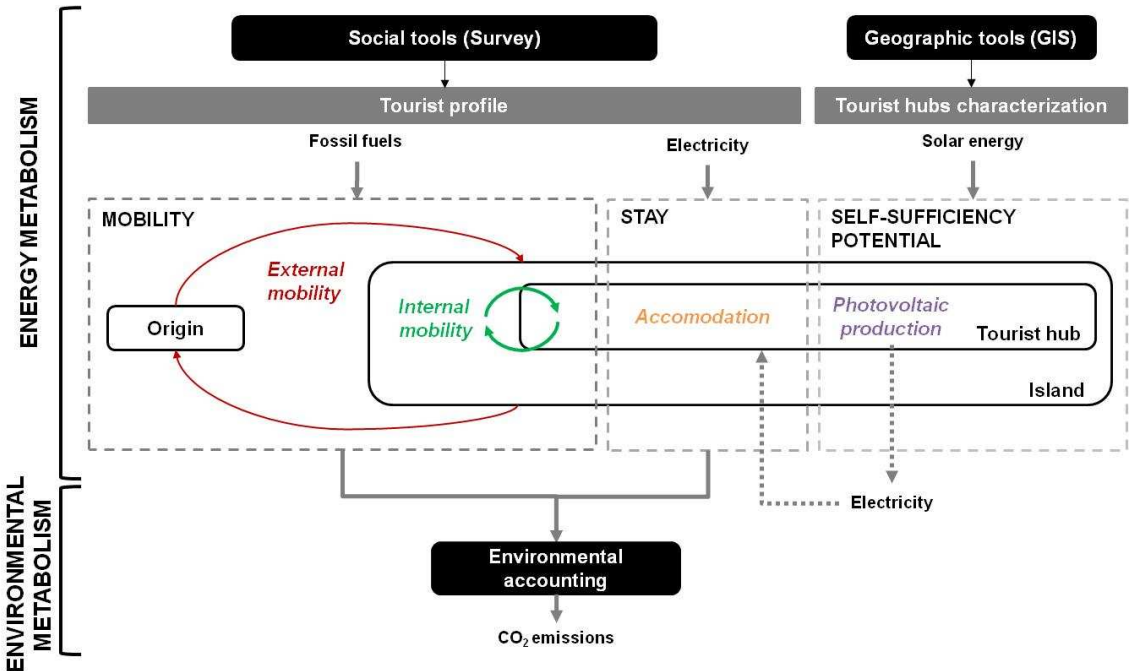 Social tools (Survey)
Geographic tools (GIS)
Tourist profile
Tourist hubs characterization
Fossil fuels
Electricity
Solar energy
ENERGY METABOLISM
MOBILITY
STAY
SELF-SUFFICIENCY
POTENTIAL
External
mobility
Internal
mobility
Origin
Accomodation
Photovoltaic
production
Tourist hub
Island
Electricity
ENVIRONMENTAL
METABOLISM
Environmental
accounting
CO₂ emissions